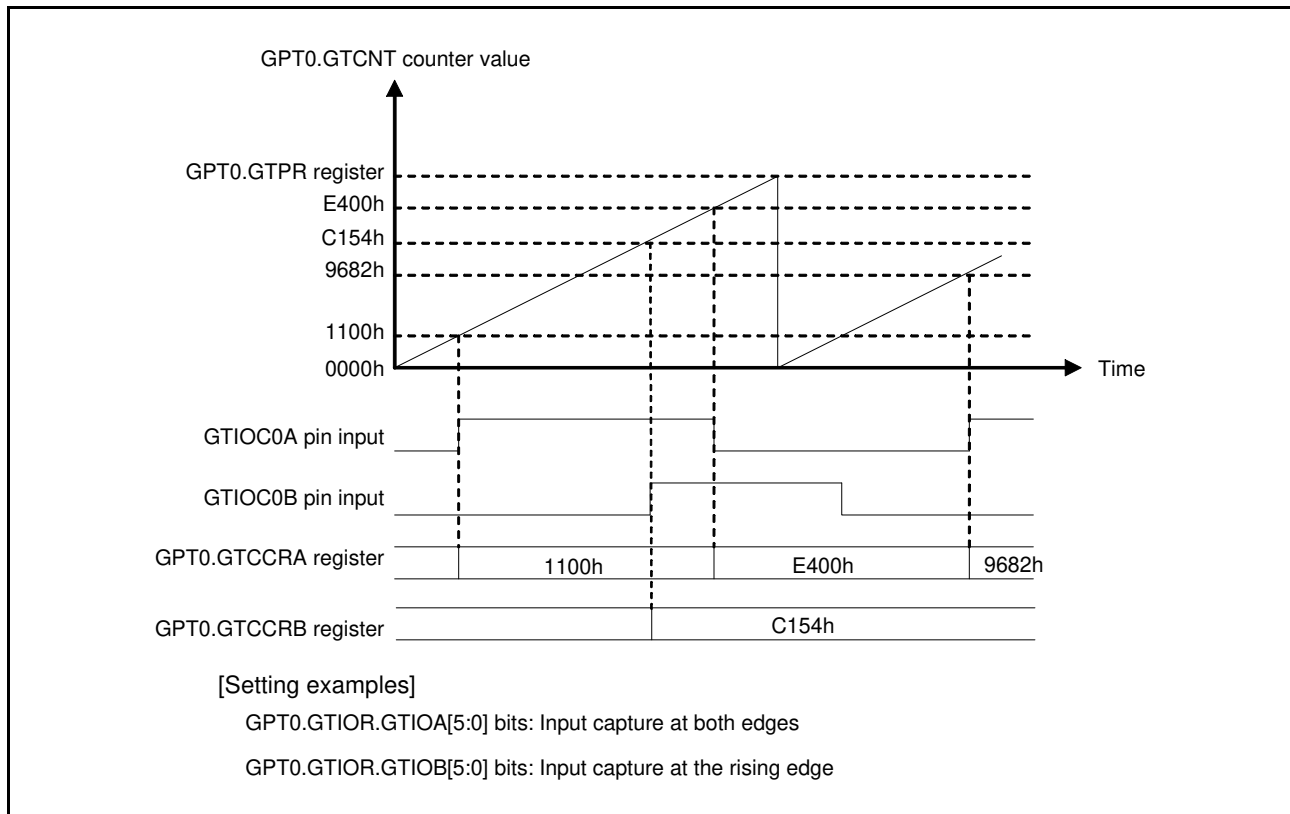 GPT0.GTCNT counter value
GPT0.GTPR register
E400h
C154h
9682h
1100h
0000h
Time
GTIOC0A pin input
GTIOC0B pin input
GPT0.GTCCRA register
1100h
E400h
9682h
GPT0.GTCCRB register
C154h
[Setting examples]
GPT0.GTIOR.GTIOA[5:0] bits: Input capture at both edges
GPT0.GTIOR.GTIOB[5:0] bits: Input capture at the rising edge